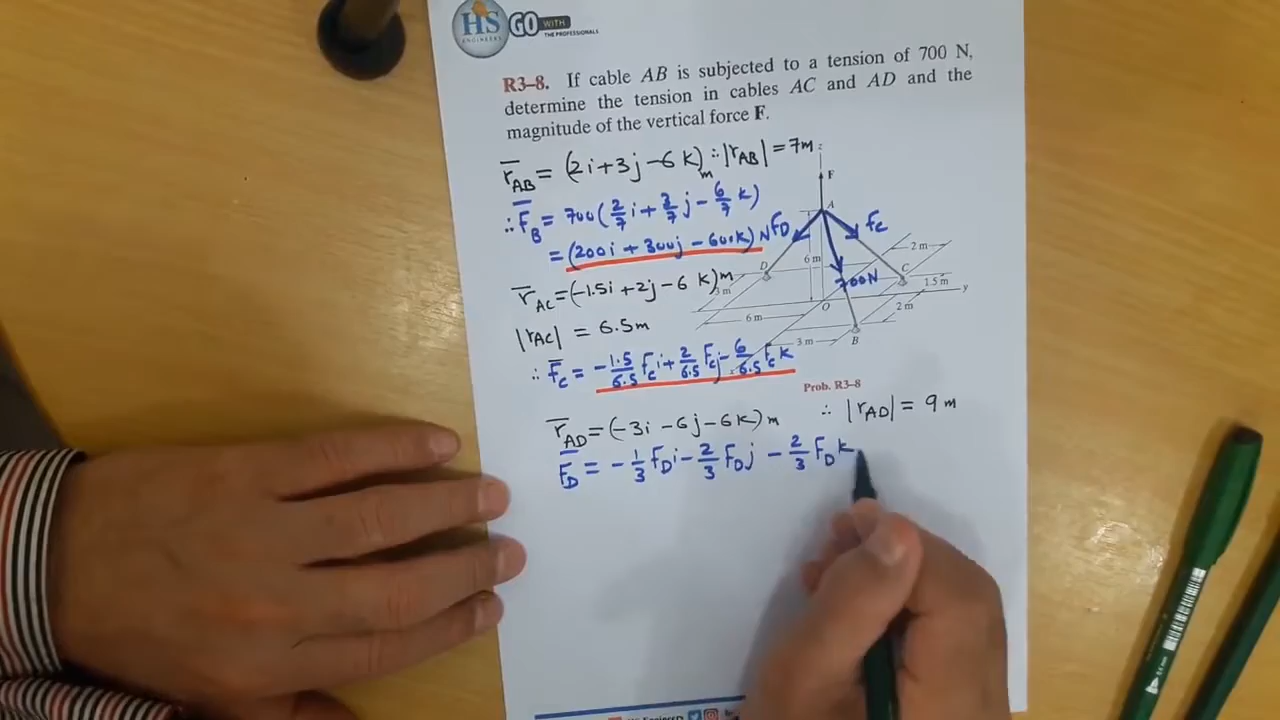 HS
ENGINEERS
GO WITH
THE PROFESSIONALS
R3–8. If cable AB is subjected to a tension of 700 N,
determine the tension in cables AC and AD and the
magnitude of the vertical force F.
r̅AB = (2i+3j-6k)m ∴|rAB| = 7m
∴F̅B = 700(2/7 i + 3/7 j - 6/7 k)
= (200i + 300j - 600k) N
r̅AC = (-1.5i +2j-6 k)m
|rAC| = 6.5m
∴ F̅C = -1.5/6.5 FC i + 2/6.5 FC j - 6/6.5 FC k
z
F
A
FD
FC
2 m
6 m
D
C
700N
3 m
1.5 m
y
O
2 m
6 m
3 m
B
x
Prob. R3–8
r̅AD = (-3i -6j-6k)m ∴ |rAD| = 9 m
F̅D = -1/3 FD i - 2/3 FD j - 2/3 FD k